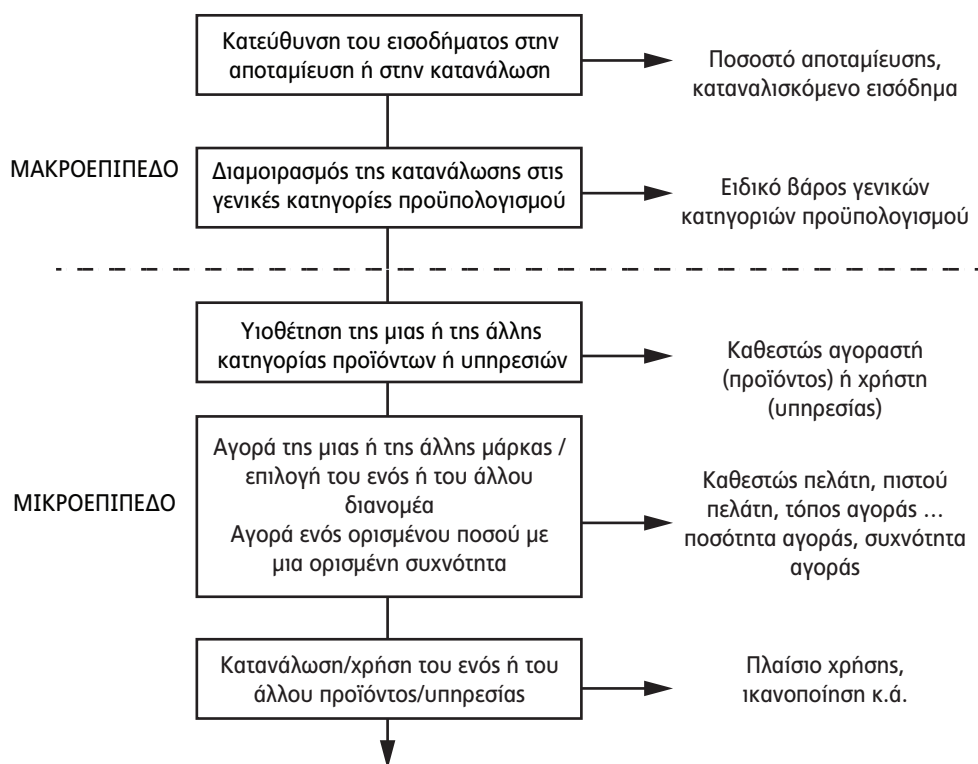 Κατεύθυνση του εισοδήματος στην
αποταμίευση ή στην κατανάλωση
Ποσοστό αποταμίευσης,
καταναλισκόμενο εισόδημα
ΜΑΚΡΟΕΠΙΠΕΔΟ
Διαμοιρασμός της κατανάλωσης στις
γενικές κατηγορίες προϋπολογισμού
Ειδικό βάρος γενικών
κατηγοριών προϋπολογισμού
Υιοθέτηση της μιας ή της άλλης
κατηγορίας προϊόντων ή υπηρεσιών
Καθεστώς αγοραστή
(προϊόντος) ή χρήστη
(υπηρεσίας)
ΜΙΚΡΟΕΠΙΠΕΔΟ
Αγορά της μιας ή της άλλης μάρκας /
επιλογή του ενός ή του άλλου
διανομέα
Αγορά ενός ορισμένου ποσού με
μια ορισμένη συχνότητα
Καθεστώς πελάτη, πιστού
πελάτη, τόπος αγοράς ...
ποσότητα αγοράς, συχνότητα
αγοράς
Κατανάλωση/χρήση του ενός ή του
άλλου προϊόντος/υπηρεσίας
Πλαίσιο χρήσης,
ικανοποίηση κ.ά.